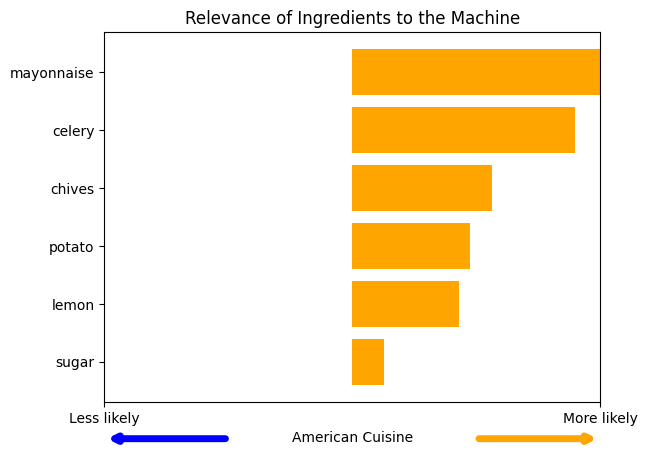 Relevance of Ingredients to the Machine
mayonnaise
celery
chives
potato
lemon
sugar
Less likely
More likely
American Cuisine